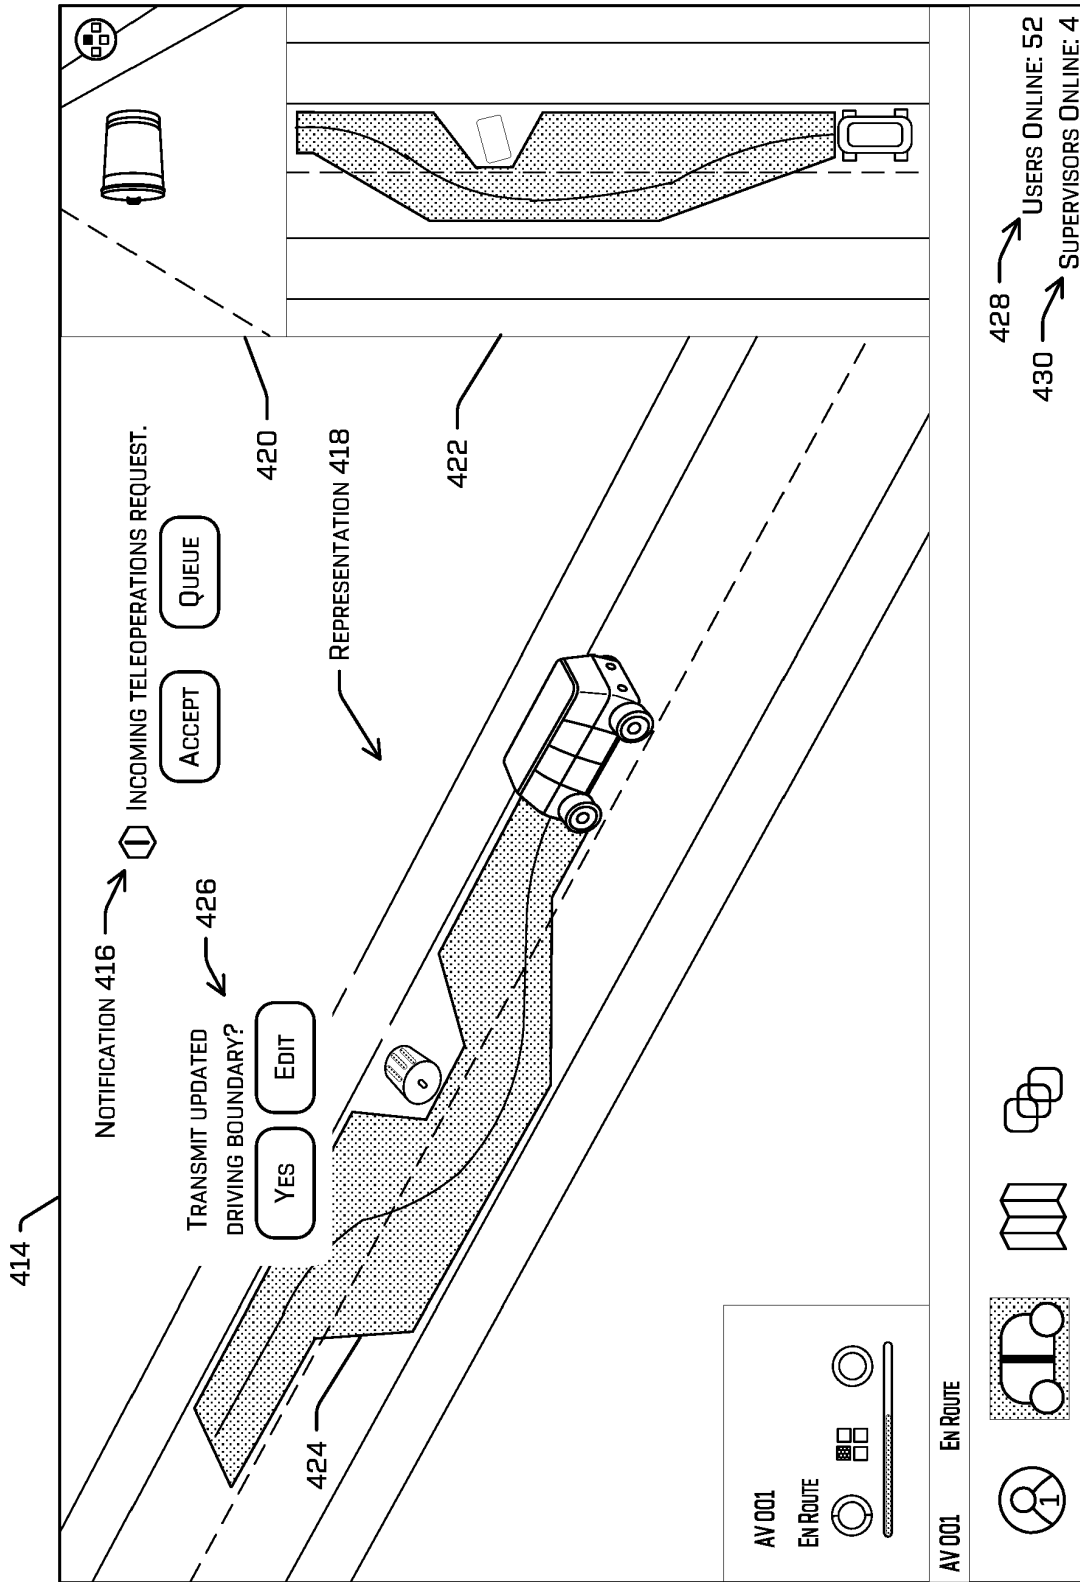 414
NOTIFICATION 416
INCOMING TELEOPERATIONS REQUEST.
ACCEPT
QUEUE
TRANSMIT UPDATED
DRIVING BOUNDARY?
426
YES
EDIT
420
REPRESENTATION 418
422
424
AV 001
EN ROUTE
AV 001 EN ROUTE
1
428
USERS ONLINE: 52
430
SUPERVISORS ONLINE: 4